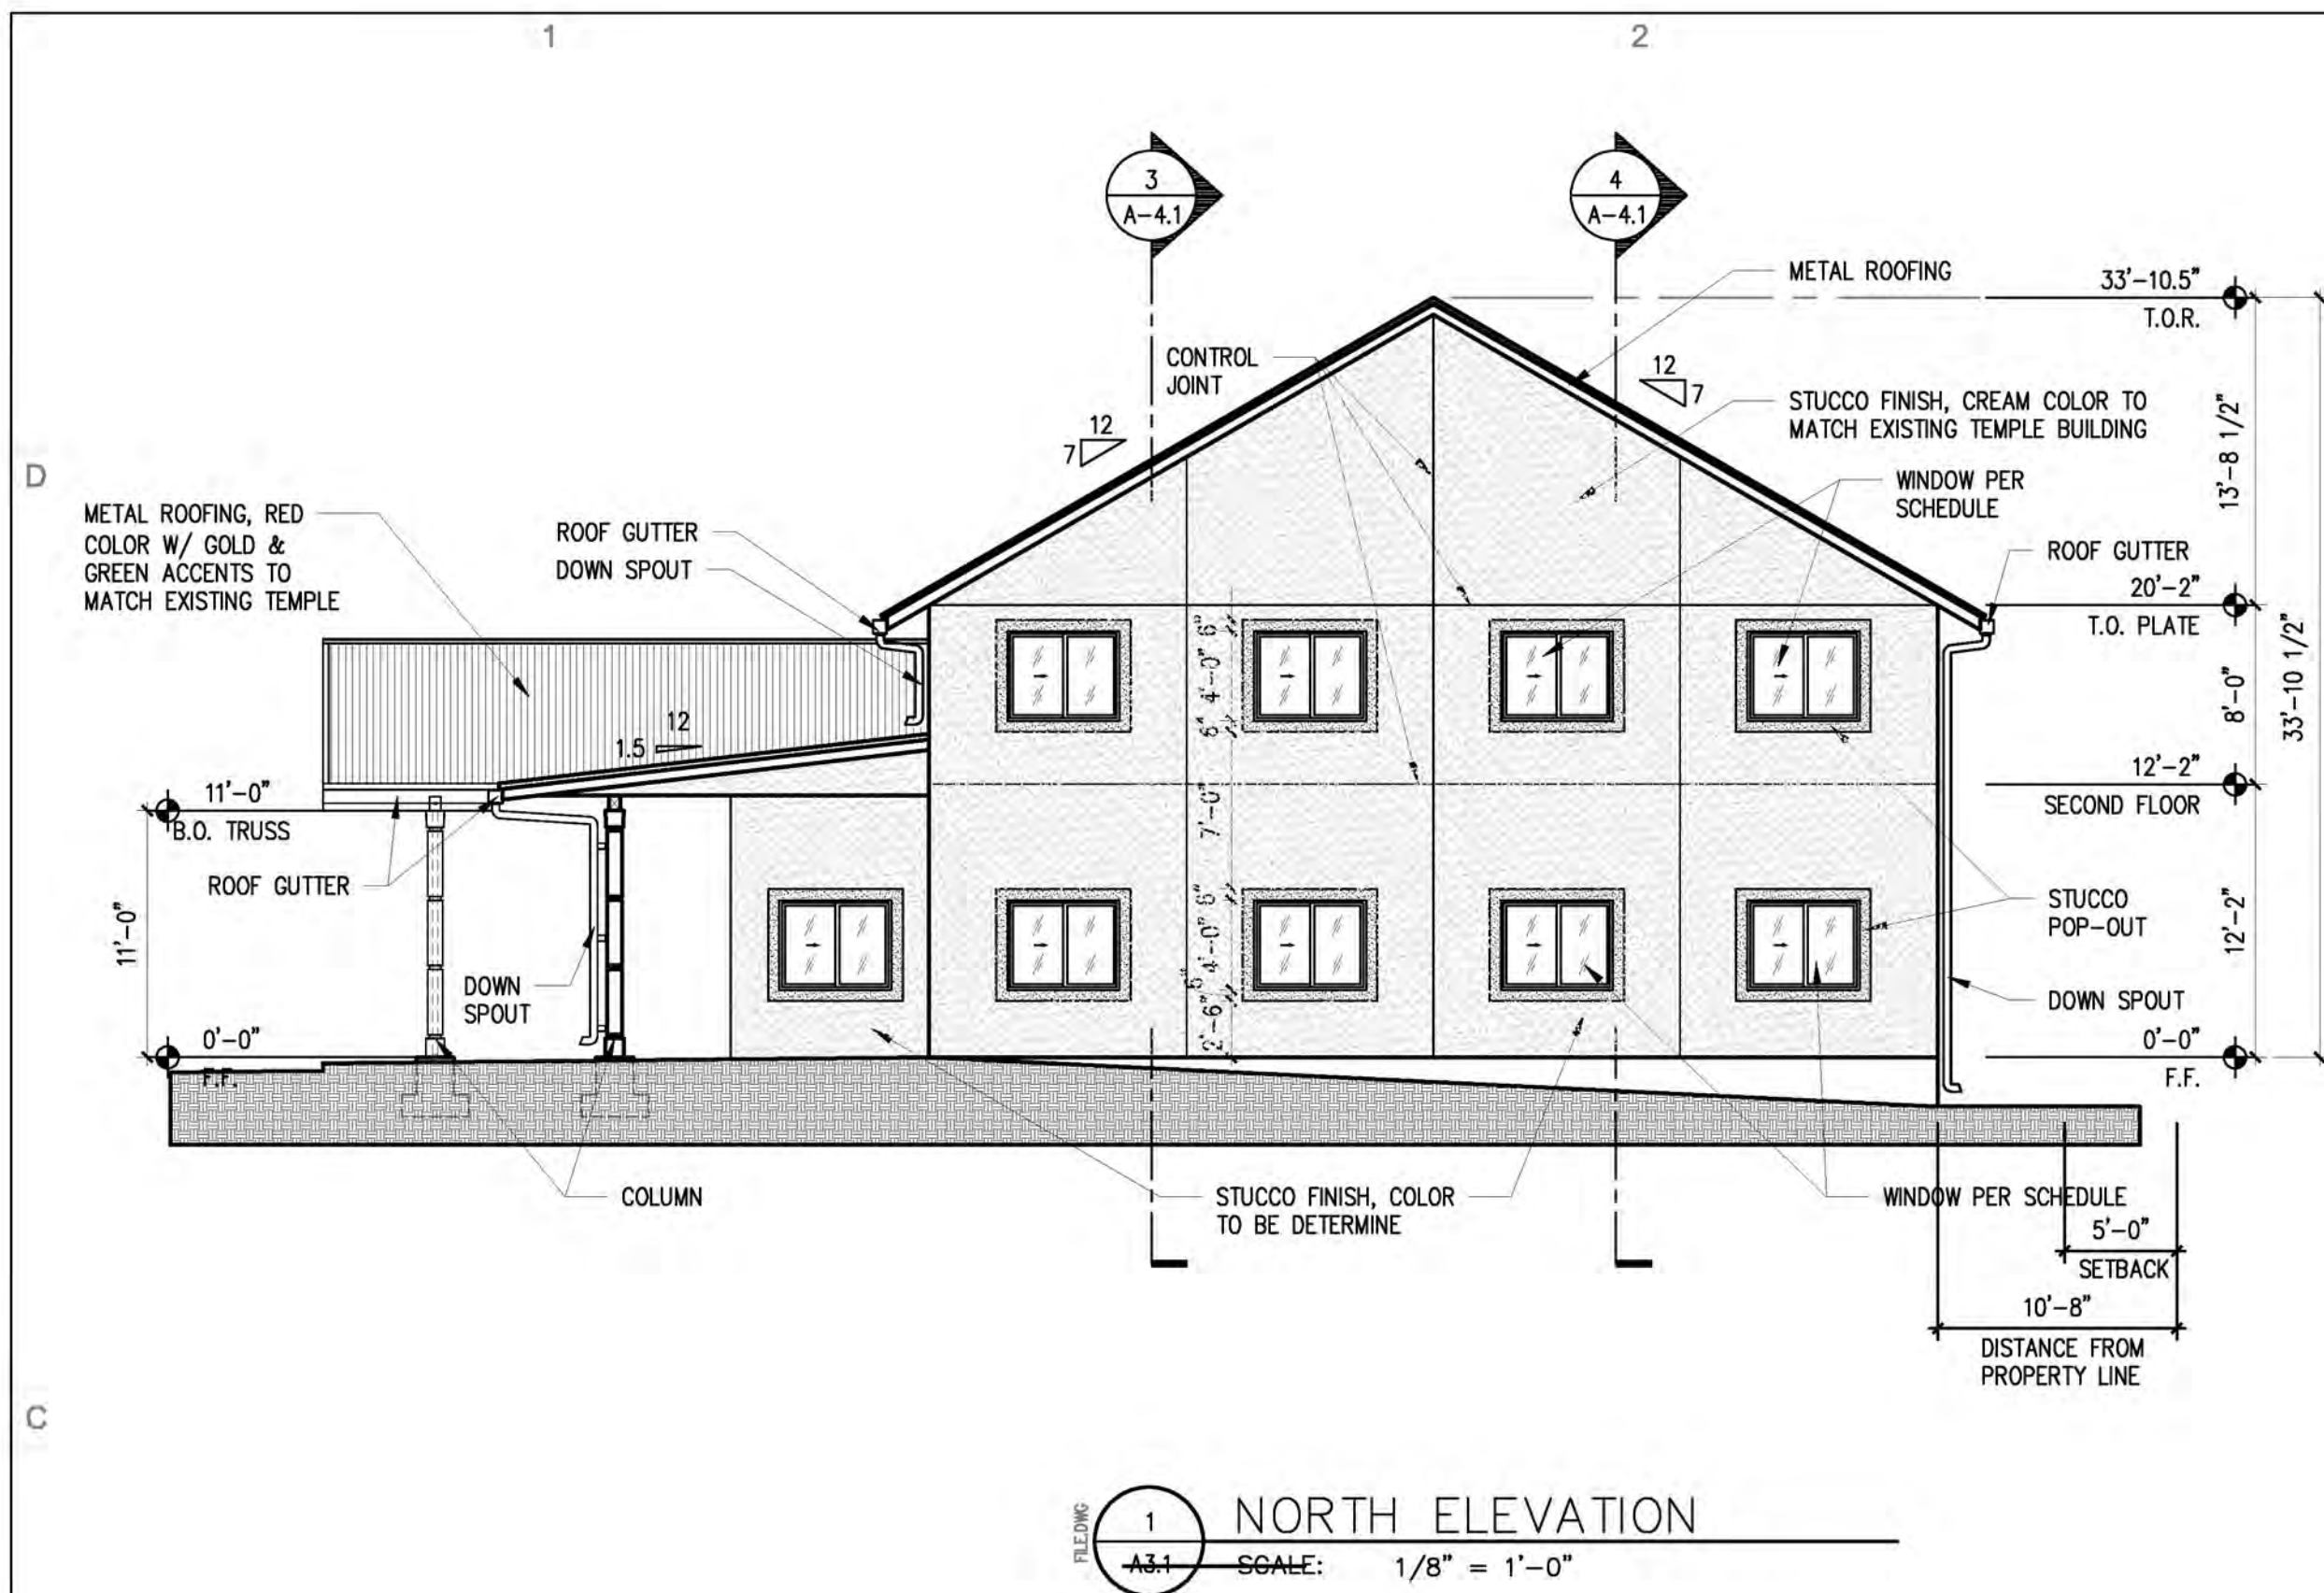 1
2
3
A-4.1
4
A-4.1
METAL ROOFING
33'-10.5"
T.O.R.
CONTROL
JOINT
12
7
12
7
STUCCO FINISH, CREAM COLOR TO
MATCH EXISTING TEMPLE BUILDING
13'-8 1/2"
D
WINDOW PER
SCHEDULE
METAL ROOFING, RED
COLOR W/ GOLD &
GREEN ACCENTS TO
MATCH EXISTING TEMPLE
ROOF GUTTER
DOWN SPOUT
ROOF GUTTER
20'-2"
T.O. PLATE
6"
4'-0"
6"
8'-0"
33'-10 1/2"
12
1.5
12'-2"
SECOND FLOOR
11'-0"
B.O. TRUSS
7'-0"
ROOF GUTTER
11'-0"
6"
4'-0"
6"
2'-6"
STUCCO
POP-OUT
12'-2"
DOWN
SPOUT
DOWN SPOUT
0'-0"
F.F.
0'-0"
F.F.
COLUMN
STUCCO FINISH, COLOR
TO BE DETERMINE
WINDOW PER SCHEDULE
5'-0"
SETBACK
10'-8"
DISTANCE FROM
PROPERTY LINE
C
FILE.DWG
1
A3.1
NORTH ELEVATION
SCALE: 1/8" = 1'-0"